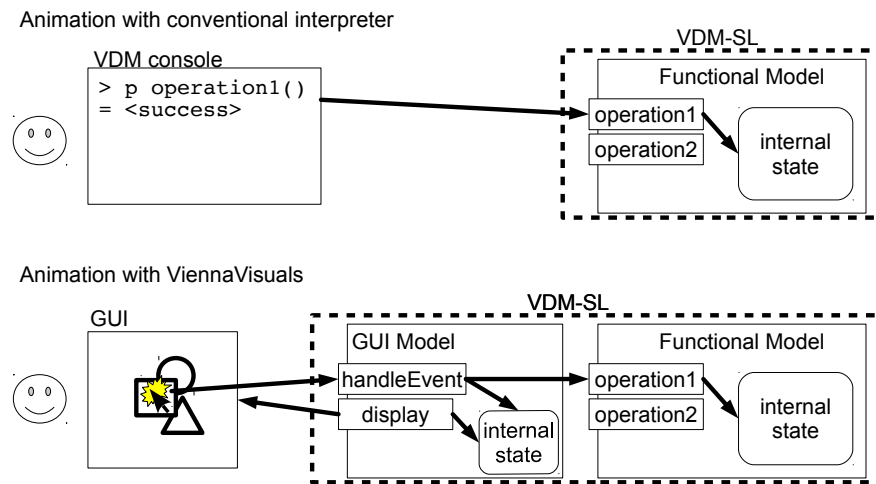 Animation with conventional interpreter
VDM console
> p operation1()
= <success>
VDM-SL
Functional Model
operation1
operation2
internal
state
Animation with ViennaVisuals
GUI
VDM-SL
GUI Model
handleEvent
display
internal
state
Functional Model
operation1
operation2
internal
state